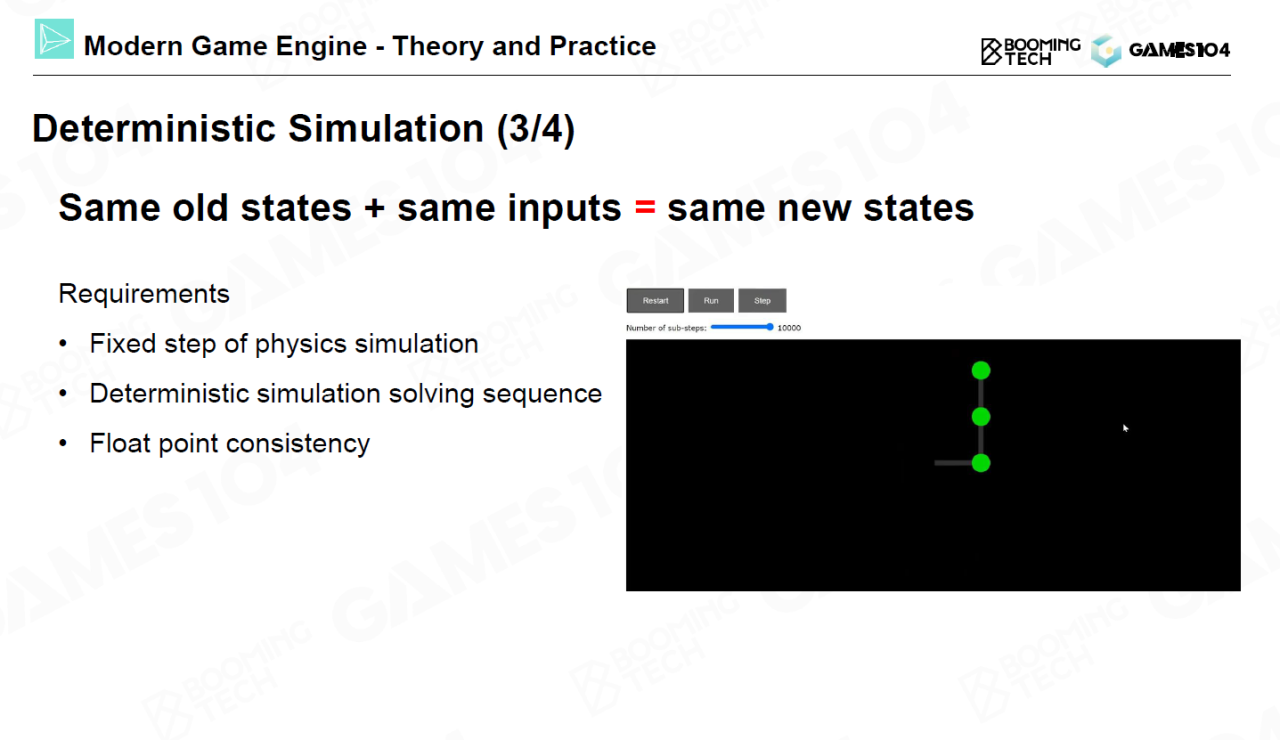 Modern Game Engine - Theory and Practice
BOOMING
TECH
GAMES104
Deterministic Simulation (3/4)
Same old states + same inputs = same new states
Requirements
• Fixed step of physics simulation
• Deterministic simulation solving sequence
• Float point consistency
Restart Run Step
Number of sub-steps: 10000